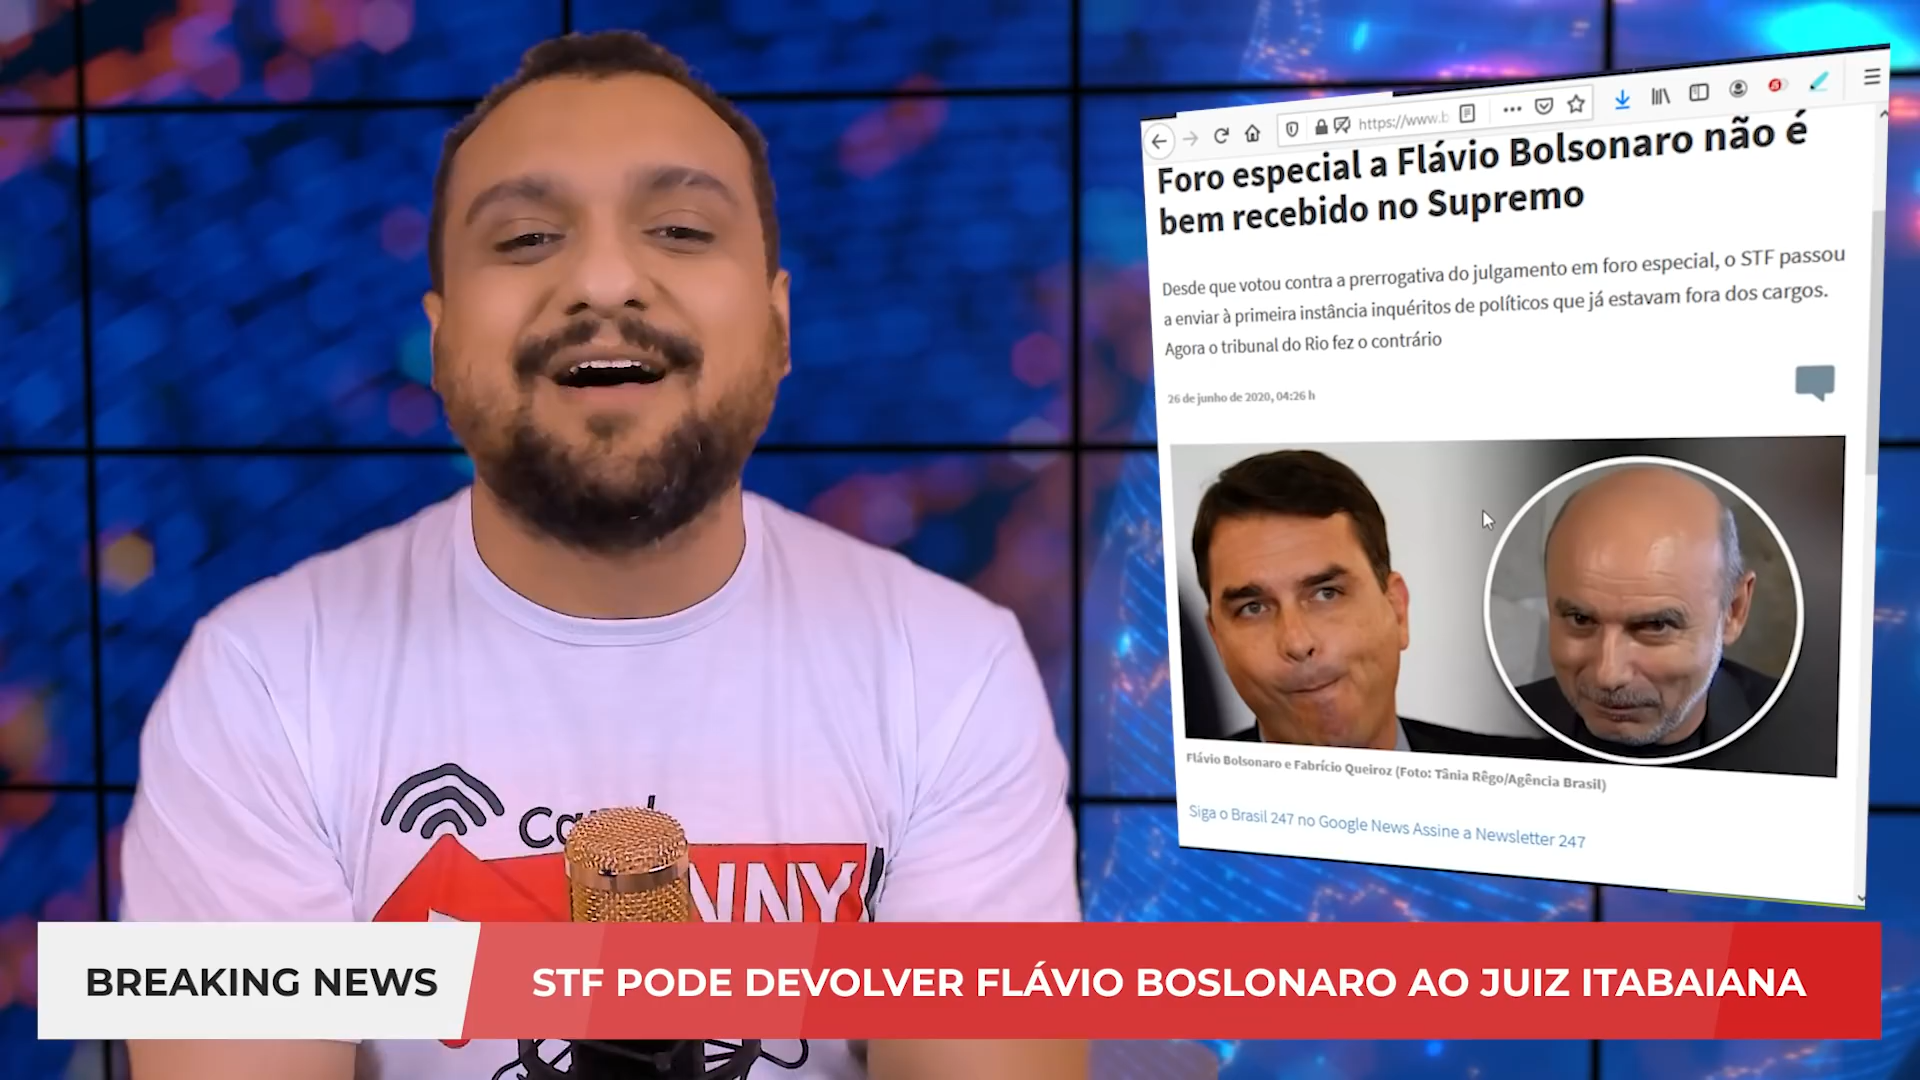 https://www.b
Foro especial a Flávio Bolsonaro não é
bem recebido no Supremo
Desde que votou contra a prerrogativa do julgamento em foro especial, o STF passou
a enviar à primeira instância inquéritos de políticos que já estavam fora dos cargos.
Agora o tribunal do Rio fez o contrário
26 de junho de 2020, 04:26 h
Flávio Bolsonaro e Fabrício Queiroz (Foto: Tânia Rêgo/Agência Brasil)
Siga o Brasil 247 no Google News Assine a Newsletter 247
BREAKING NEWS
STF PODE DEVOLVER FLÁVIO BOSLONARO AO JUIZ ITABAIANA